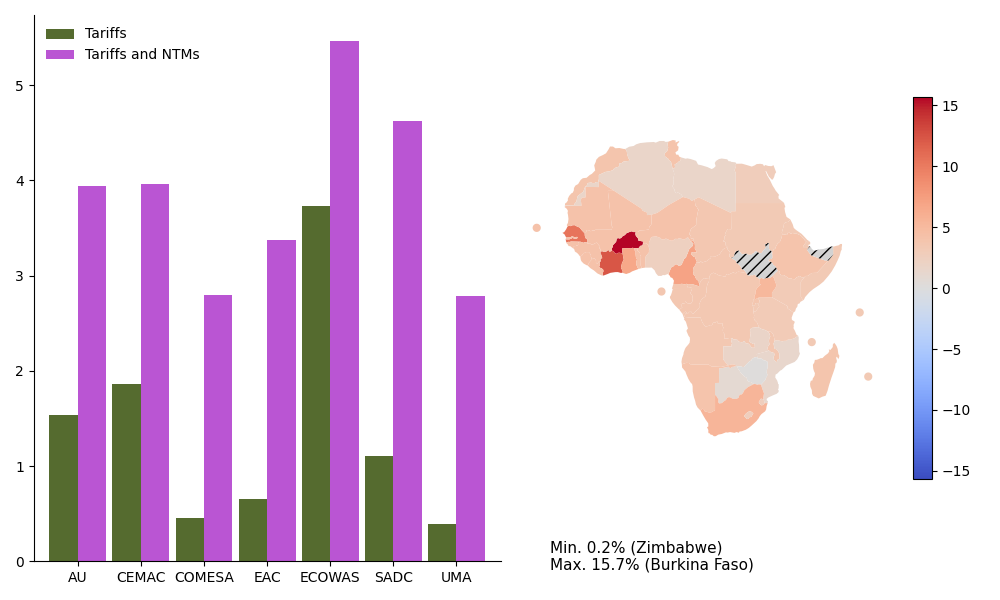 Tariffs
Tariffs and NTMs
5
4
3
2
1
0
AU CEMAC COMESA EAC ECOWAS SADC UMA
15
10
5
0
−5
−10
−15
Min. 0.2% (Zimbabwe)
Max. 15.7% (Burkina Faso)